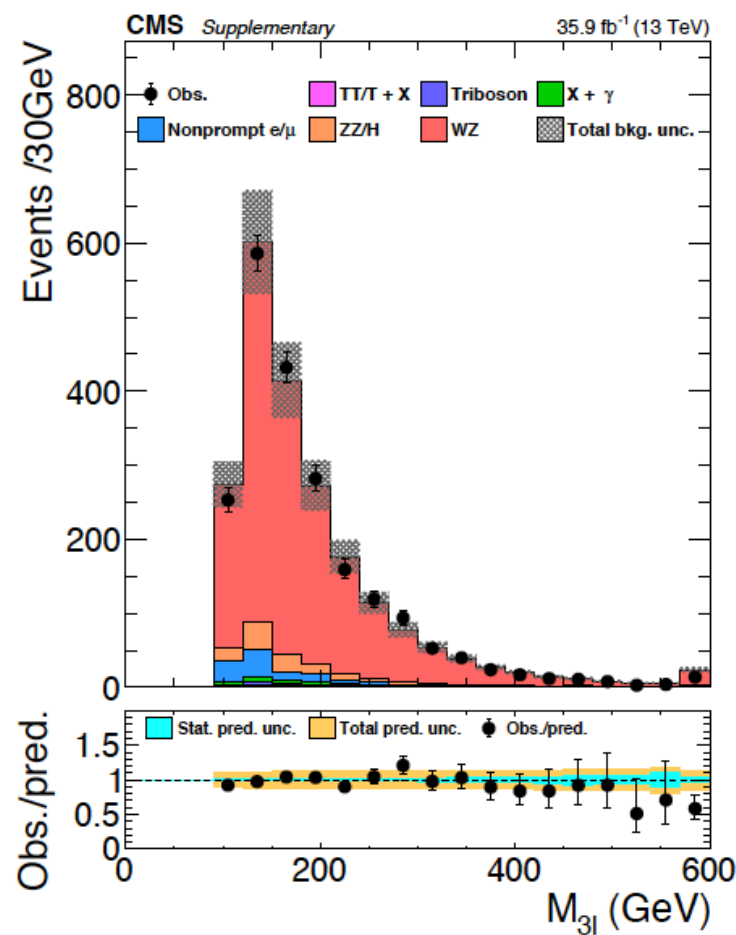 CMS Supplementary 35.9 fb⁻¹ (13 TeV)
Events /30GeV
800
600
400
200
0
Obs. TT/T + X Triboson X + γ
Nonprompt e/μ ZZ/H WZ Total bkg. unc.
Obs./pred.
1.5
1
0.5
0
Stat. pred. unc. Total pred. unc. Obs./pred.
0 200 400 600
M₃ₗ (GeV)